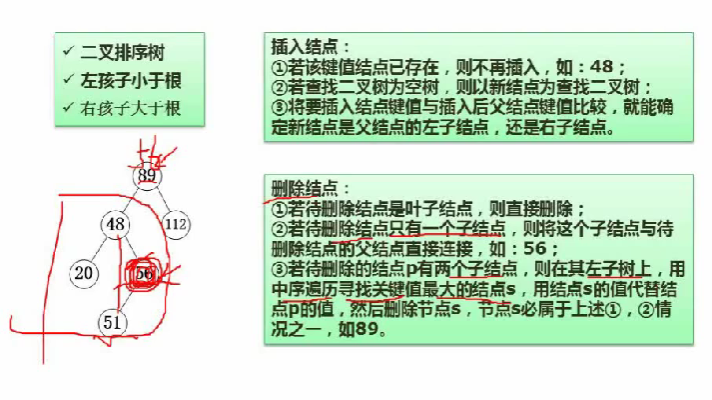 二叉排序树
左孩子小于根
右孩子大于根
插入结点：
①若该键值结点已存在，则不再插入，如：48；
②若查找二叉树为空树，则以新结点为查找二叉树；
③将要插入结点键值与插入后父结点键值比较，就能确
定新结点是父结点的左子结点，还是右子结点。
删除结点：
①若待删除结点是叶子结点，则直接删除；
②若待删除结点只有一个子结点，则将这个子结点与待
删除结点的父结点直接连接，如：56；
③若待删除的结点p有两个子结点，则在其左子树上，用
中序遍历寻找关键值最大的结点s，用结点s的值代替结
点p的值，然后删除节点s，节点s必属于上述①，②情
况之一，如89。
89
48
112
20
56
51